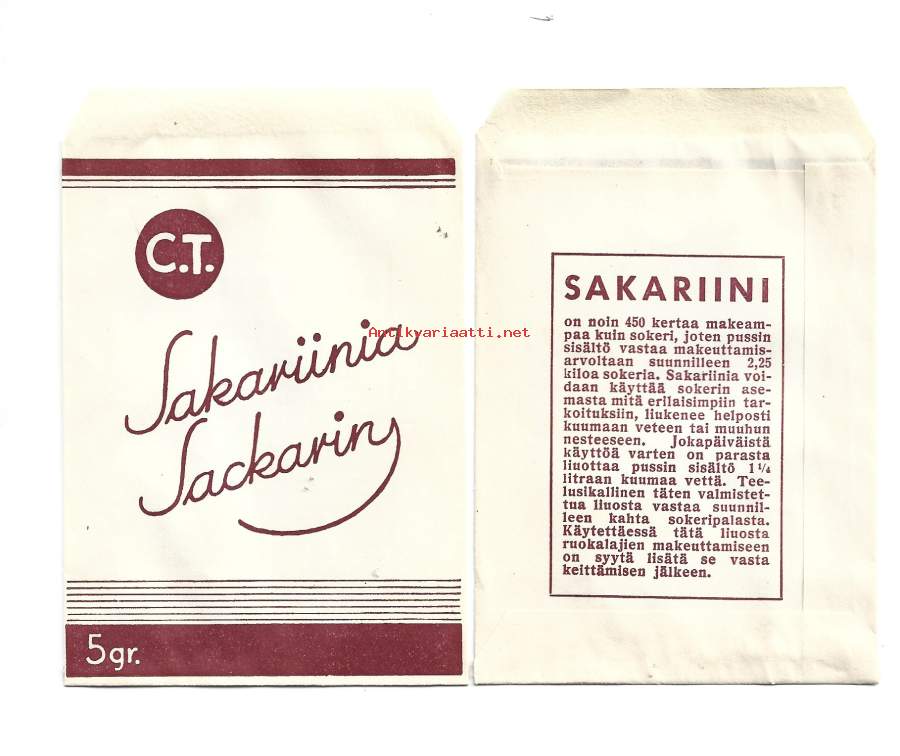 C.T.
Sakariinia
Sackarin
5 gr.
Antikvariaatti.net
SAKARIINI
on noin 450 kertaa makeam-
paa kuin sokeri, joten pussin
sisältö vastaa makeuttamis-
arvoltaan suunnilleen 2,25
kiloa sokeria. Sakariinia voi-
daan käyttää sokerin ase-
masta mitä erilaisimpiin tar-
koituksiin, liukenee helposti
kuumaan veteen tai muuhun
nesteeseen. Jokapäiväistä
käyttöä varten on parasta
liuottaa pussin sisältö 1 1/4
litraan kuumaa vettä. Tee-
lusikallinen täten valmistet-
tua liuosta vastaa suunnil-
leen kahta sokeripalasta.
Käytettäessä tätä liuosta
ruokalajien makeuttamiseen
on syytä lisätä se vasta
keittämisen jälkeen.